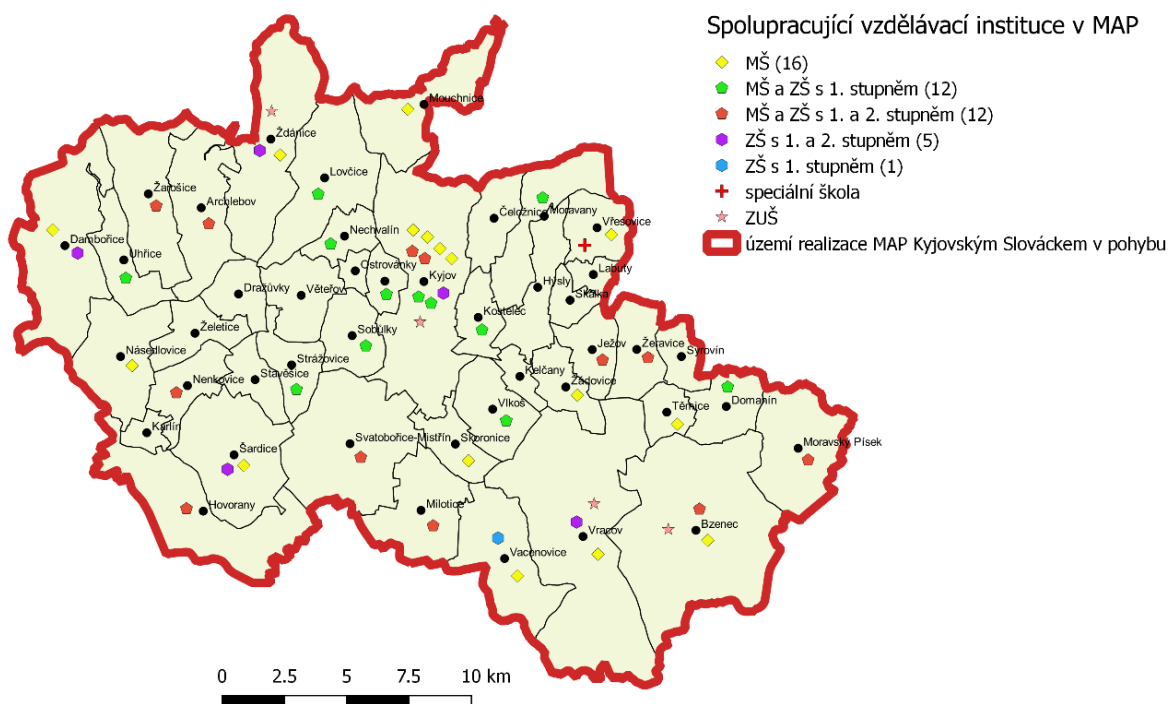 Spolupracující vzdělávací instituce v MAP
MŠ (16)
MŠ a ZŠ s 1. stupněm (12)
MŠ a ZŠ s 1. a 2. stupněm (12)
ZŠ s 1. a 2. stupněm (5)
ZŠ s 1. stupněm (1)
speciální škola
ZUŠ
území realizace MAP Kyjovským Slováckem v pohybu
Mouchnice
Ždánice
Lovčice
Žarošice
Archlebov
Čeložnice
Moravany
Vřesovice
Dambořice
Nechvalín
Uhřice
Ostrovánky
Kyjov
Labuty
Hýsly
Skalka
Dražůvky
Věteřov
Kostelec
Želetice
Sobůlky
Násedlovice
Ježov
Žeravice
Syrovín
Strážovice
Stavěšice
Nenkovice
Kelčany
Žádovice
Vlkoš
Těmice
Domanín
Karlín
Šardice
Svatobořice-Mistřín
Skoronice
Moravský Písek
Hovorany
Milotice
Vracov
Bzenec
Vacenovice
0 2.5 5 7.5 10 km